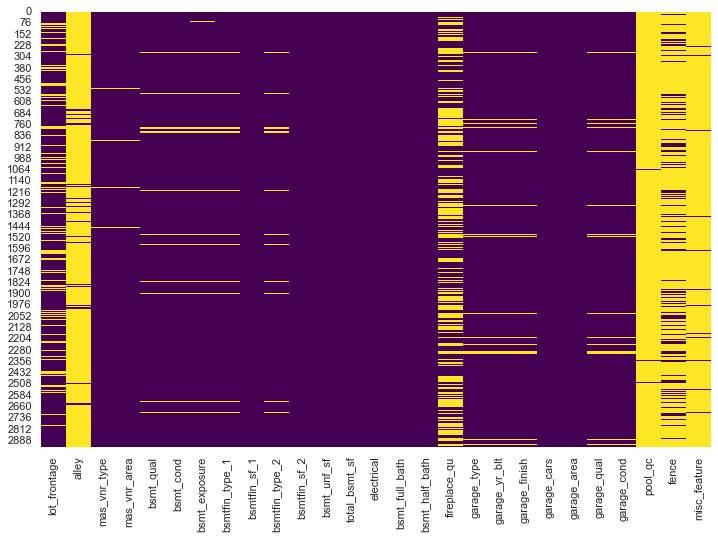 0
76
152
228
304
380
456
532
608
684
760
836
912
988
1064
1140
1216
1292
1368
1444
1520
1596
1672
1748
1824
1900
1976
2052
2128
2204
2280
2356
2432
2508
2584
2660
2736
2812
2888
lot_frontage
alley
mas_vnr_type
mas_vnr_area
bsmt_qual
bsmt_cond
bsmt_exposure
bsmtfin_type_1
bsmtfin_sf_1
bsmtfin_type_2
bsmtfin_sf_2
bsmt_unf_sf
total_bsmt_sf
electrical
bsmt_full_bath
bsmt_half_bath
fireplace_qu
garage_type
garage_yr_blt
garage_finish
garage_cars
garage_area
garage_qual
garage_cond
pool_qc
fence
misc_feature